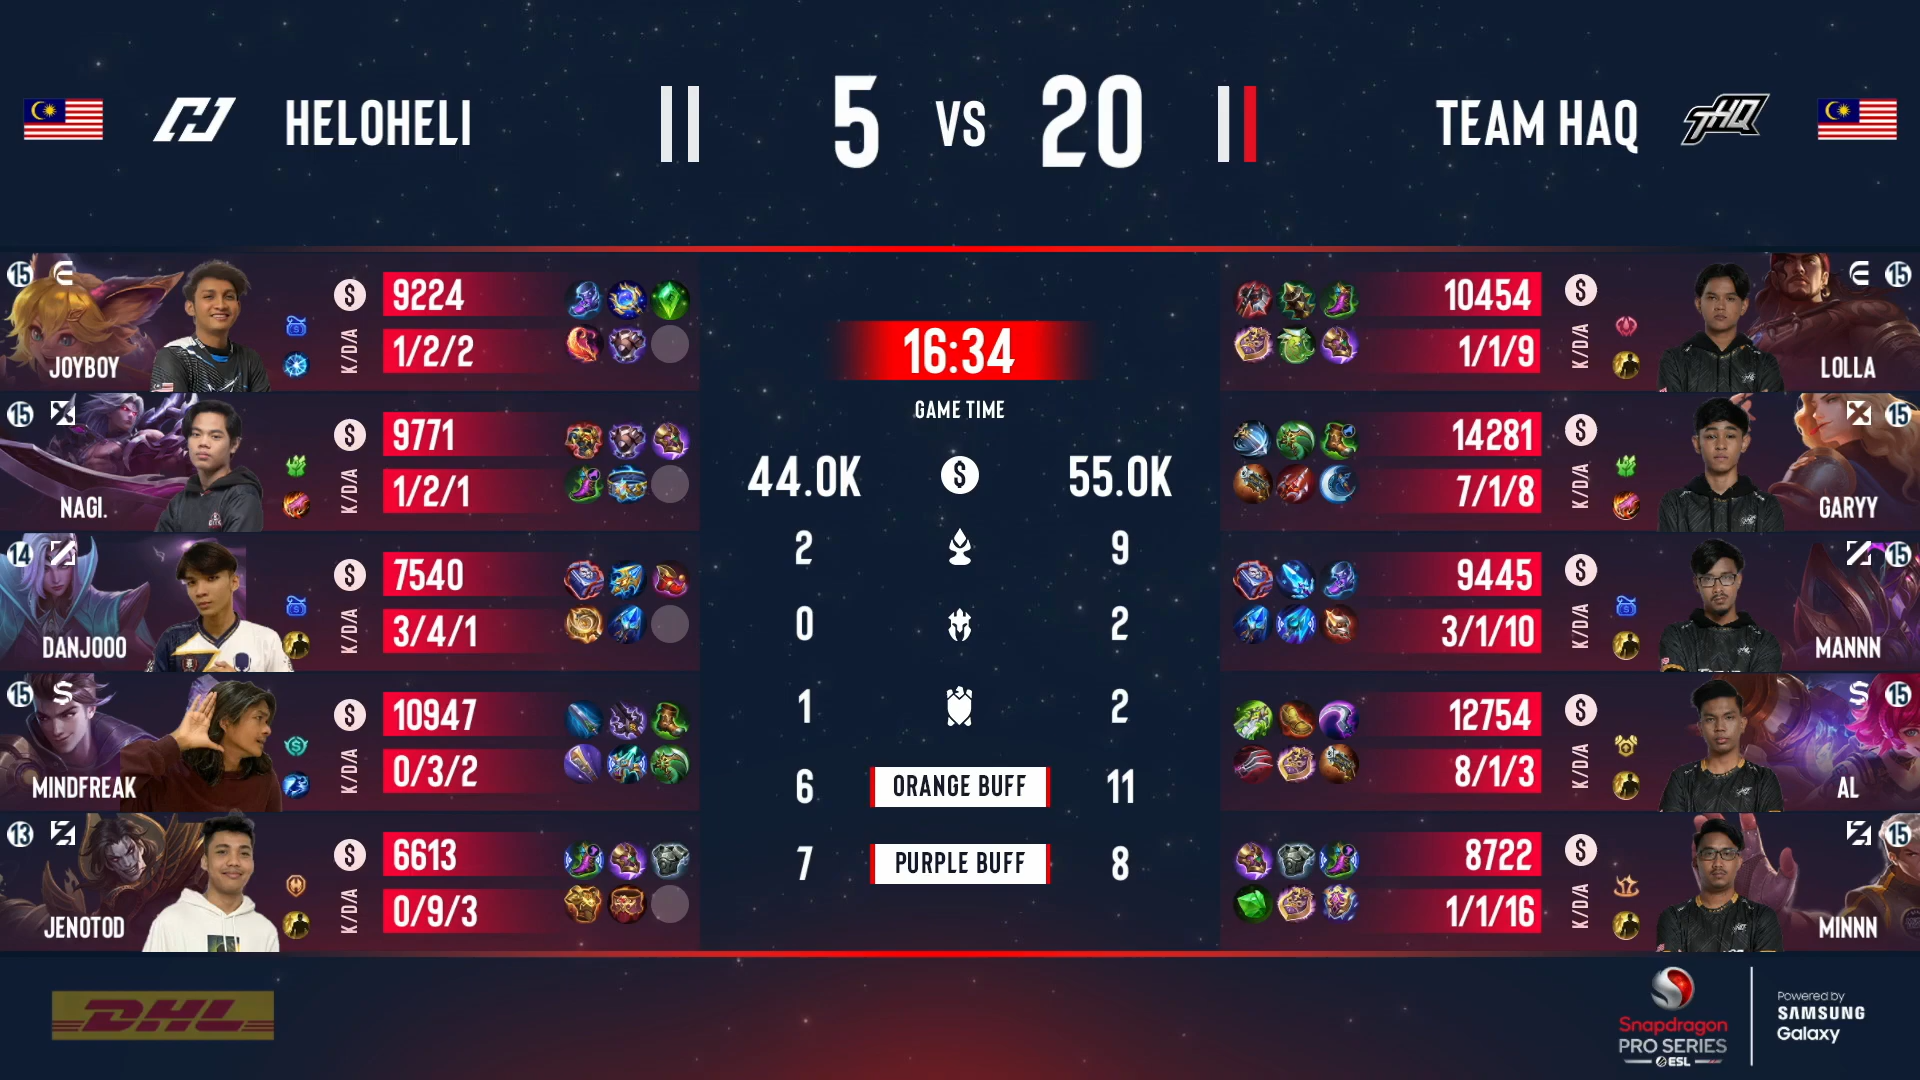 HELOHELI
5 VS 20
TEAM HAQ
THQ
16:34
GAME TIME
44.0K $ 55.0K
2 9
0 2
1 2
6 ORANGE BUFF 11
7 PURPLE BUFF 8
15
JOYBOY
$ 9224
K/D/A 1/2/2
15
NAGI.
$ 9771
K/D/A 1/2/1
14
DANJOOO
$ 7540
K/D/A 3/4/1
15
MINDFREAK
$ 10947
K/D/A 0/3/2
13
JENOTOD
$ 6613
K/D/A 0/9/3
10454 $
1/1/9 K/D/A
15
LOLLA
14281 $
7/1/8 K/D/A
15
GARYY
9445 $
3/1/10 K/D/A
15
MANNN
12754 $
8/1/3 K/D/A
15
AL
8722 $
1/1/16 K/D/A
15
MINNN
DHL
Snapdragon
PRO SERIES
ESL
Powered by
SAMSUNG
Galaxy